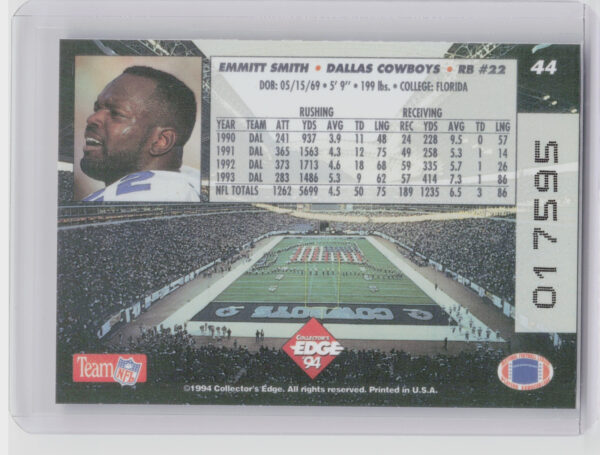 EMMITT SMITH • DALLAS COWBOYS • RB #22
44
DOB: 05/15/69 • 5' 9" • 199 lbs. • COLLEGE: FLORIDA
RUSHING RECEIVING
YEAR TEAM ATT YDS AVG TD LNG REC YDS AVG TD LNG
1990 DAL 241 937 3.9 11 48 24 228 9.5 0 57
1991 DAL 365 1563 4.3 12 75 49 258 5.3 1 14
1992 DAL 373 1713 4.6 18 68 59 335 5.7 1 26
1993 DAL 283 1486 5.3 9 62 57 414 7.3 1 86
NFL TOTALS 1262 5699 4.5 50 75 189 1235 6.5 3 86
017595
2
COWBOYS
COLLECTOR'S
EDGE
'94
Team NFL
©1994 Collector's Edge. All rights reserved. Printed in U.S.A.